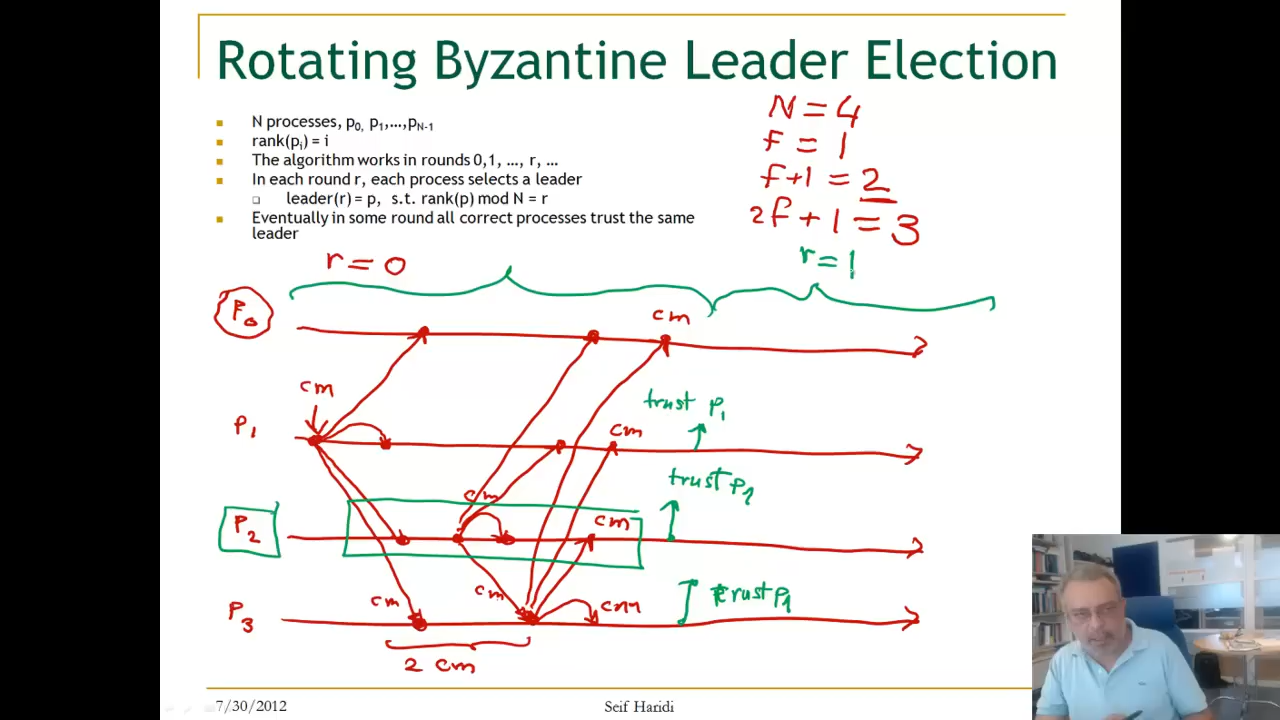 Rotating Byzantine Leader Election
N processes, p0, p1,...,pN-1
rank(pi) = i
The algorithm works in rounds 0,1, ..., r, ...
In each round r, each process selects a leader
leader(r) = p, s.t. rank(p) mod N = r
Eventually in some round all correct processes trust the same
leader
N = 4
f = 1
f+1 = 2
2f + 1 = 3
r = 0
r = 1
P0
cm
cm
P1
trust P1
cm
P2
cm
trust P1
cm
P3
cm
cm
cm
trust P1
2 cm
7/30/2012
Seif Haridi